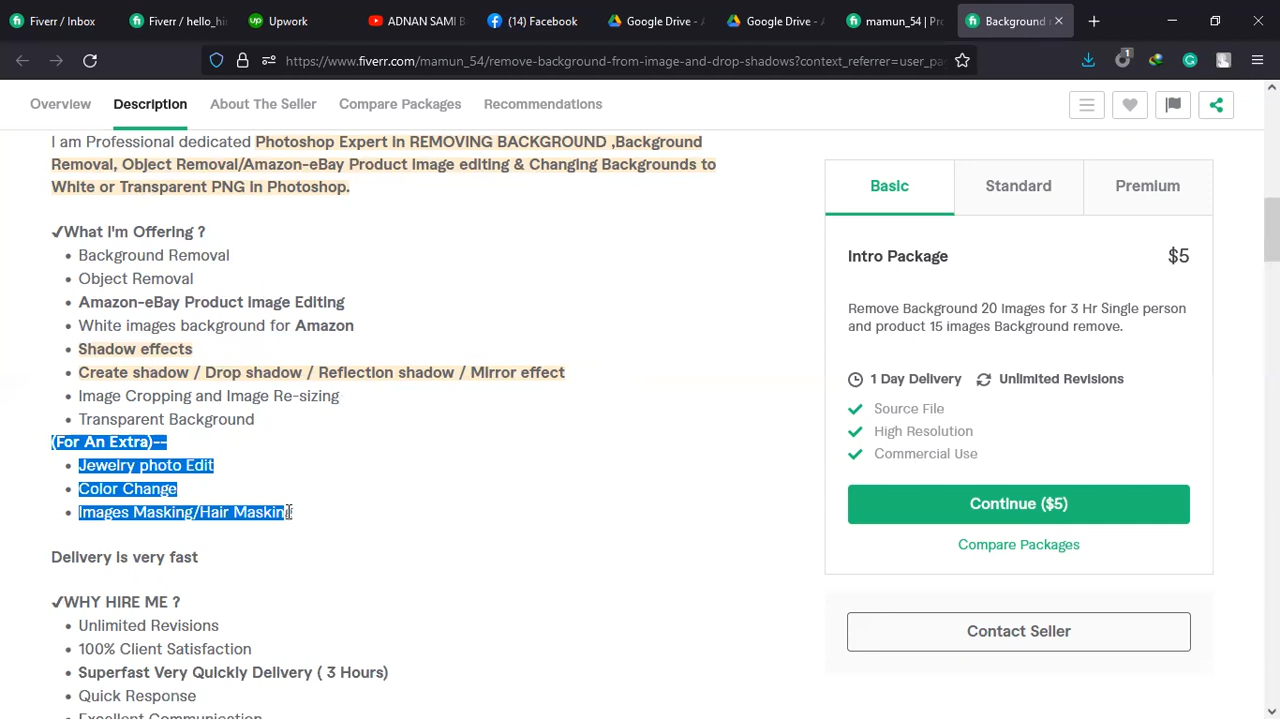 Fiverr / Inbox
Fiverr / hello_hi
Upwork
ADNAN SAMI B
(14) Facebook
Google Drive -
Google Drive -
mamun_54 | Pro
Background
https://www.fiverr.com/mamun_54/remove-background-from-image-and-drop-shadows?context_referrer=user_pa
1
Overview
Description
About The Seller
Compare Packages
Recommendations
I am Professional dedicated Photoshop Expert in REMOVING BACKGROUND ,Background
Removal, Object Removal/Amazon-eBay Product Image editing & Changing Backgrounds to
White or Transparent PNG in Photoshop.
✓What I'm Offering ?
• Background Removal
• Object Removal
• Amazon-eBay Product image Editing
• White images background for Amazon
• Shadow effects
• Create shadow / Drop shadow / Reflection shadow / Mirror effect
• Image Cropping and Image Re-sizing
• Transparent Background
(For An Extra)--
• Jewelry photo Edit
• Color Change
• Images Masking/Hair Masking
Delivery is very fast
✓WHY HIRE ME ?
• Unlimited Revisions
• 100% Client Satisfaction
• Superfast Very Quickly Delivery ( 3 Hours)
• Quick Response
• Excellent Communication
Basic
Standard
Premium
Intro Package
$5
Remove Background 20 Images for 3 Hr Single person
and product 15 images Background remove.
1 Day Delivery
Unlimited Revisions
Source File
High Resolution
Commercial Use
Continue ($5)
Compare Packages
Contact Seller